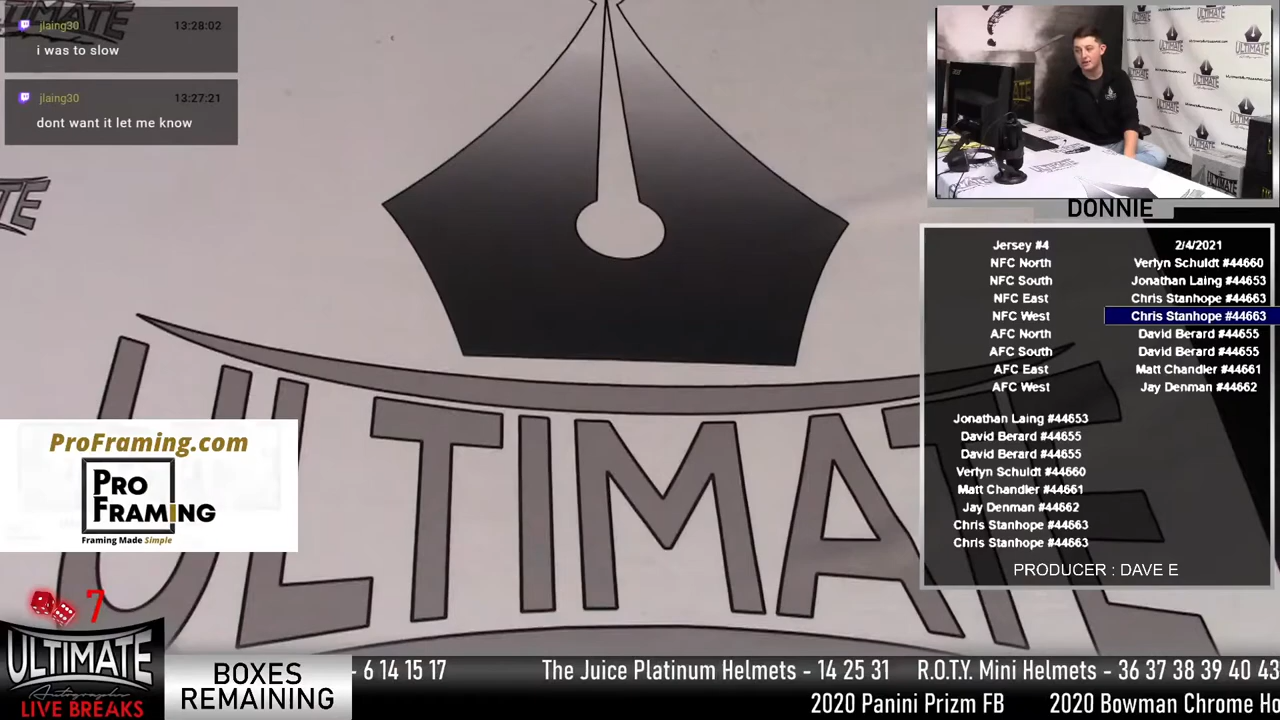 jlaing30 13:28:02
i was to slow
jlaing30 13:27:21
dont want it let me know
ULTIMATE
DONNIE
Jersey #4 2/4/2021
NFC North Verlyn Schuldt #44660
NFC South Jonathan Laing #44653
NFC East Chris Stanhope #44663
NFC West Chris Stanhope #44663
AFC North David Berard #44655
AFC South David Berard #44655
AFC East Matt Chandler #44661
AFC West Jay Denman #44662
Jonathan Laing #44653
David Berard #44655
David Berard #44655
Verlyn Schuldt #44660
Matt Chandler #44661
Jay Denman #44662
Chris Stanhope #44663
Chris Stanhope #44663
PRODUCER : DAVE E
ProFraming.com
PRO
FRAMING
Framing Made Simple
7
ULTIMATE
Autographs
LIVE BREAKS
BOXES
REMAINING
- 6 14 15 17 The Juice Platinum Helmets - 14 25 31 R.O.T.Y. Mini Helmets - 36 37 38 39 40 43
2020 Panini Prizm FB 2020 Bowman Chrome Ho